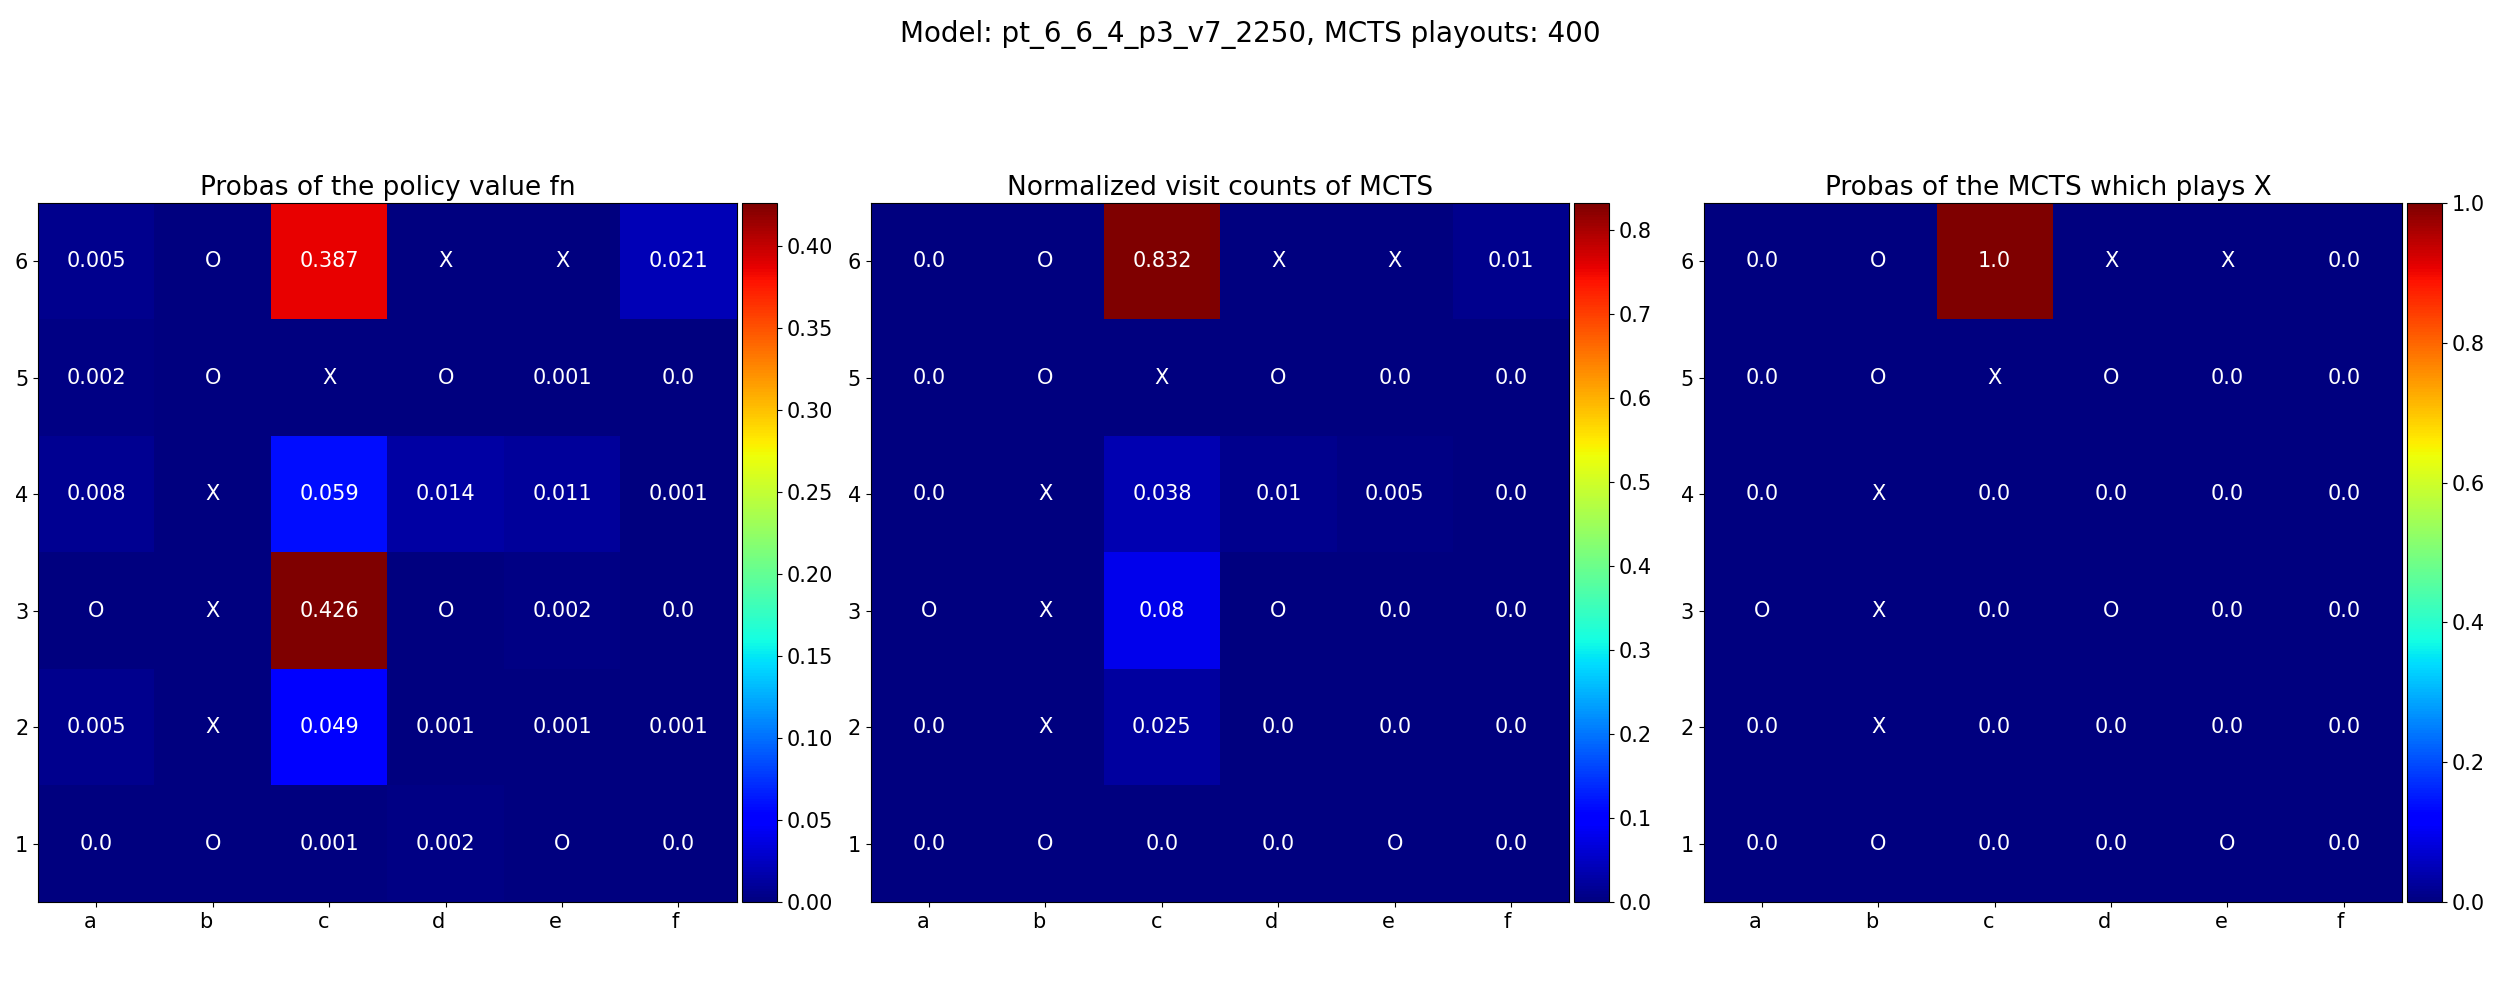 Model: pt_6_6_4_p3_v7_2250, MCTS playouts: 400
Probas of the policy value fn
6 0.005 O 0.387 X X 0.021
5 0.002 O X O 0.001 0.0
4 0.008 X 0.059 0.014 0.011 0.001
3 O X 0.426 O 0.002 0.0
2 0.005 X 0.049 0.001 0.001 0.001
1 0.0 O 0.001 0.002 O 0.0
a b c d e f
0.40
0.35
0.30
0.25
0.20
0.15
0.10
0.05
0.00
Normalized visit counts of MCTS
6 0.0 O 0.832 X X 0.01
5 0.0 O X O 0.0 0.0
4 0.0 X 0.038 0.01 0.005 0.0
3 O X 0.08 O 0.0 0.0
2 0.0 X 0.025 0.0 0.0 0.0
1 0.0 O 0.0 0.0 O 0.0
a b c d e f
0.8
0.7
0.6
0.5
0.4
0.3
0.2
0.1
0.0
Probas of the MCTS which plays X
6 0.0 O 1.0 X X 0.0
5 0.0 O X O 0.0 0.0
4 0.0 X 0.0 0.0 0.0 0.0
3 O X 0.0 O 0.0 0.0
2 0.0 X 0.0 0.0 0.0 0.0
1 0.0 O 0.0 0.0 O 0.0
a b c d e f
1.0
0.8
0.6
0.4
0.2
0.0